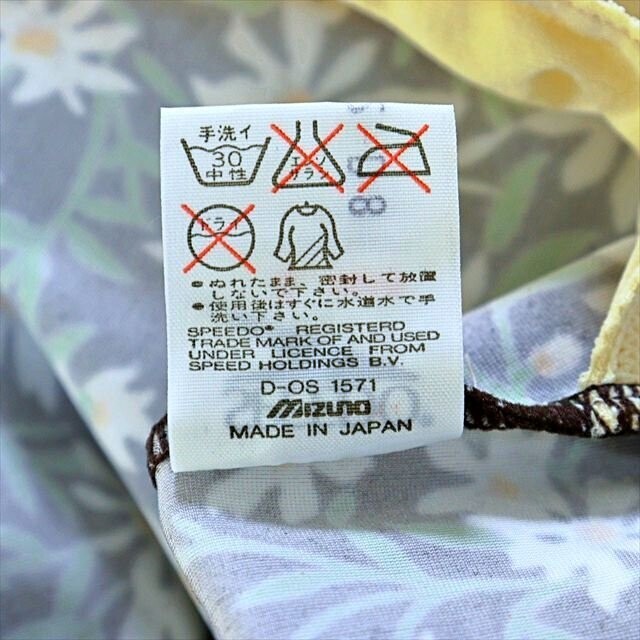 手洗イ
30
中性
エンソ
サラシ
ドライ
・ぬれたまま、密封して放置
しないで下さい。
・使用後はすぐに水道水で手
洗い下さい。
SPEEDO® REGISTERD
TRADE MARK OF AND USED
UNDER LICENCE FROM
SPEED HOLDINGS B.V.
D-OS 1571
MIZUNO
MADE IN JAPAN